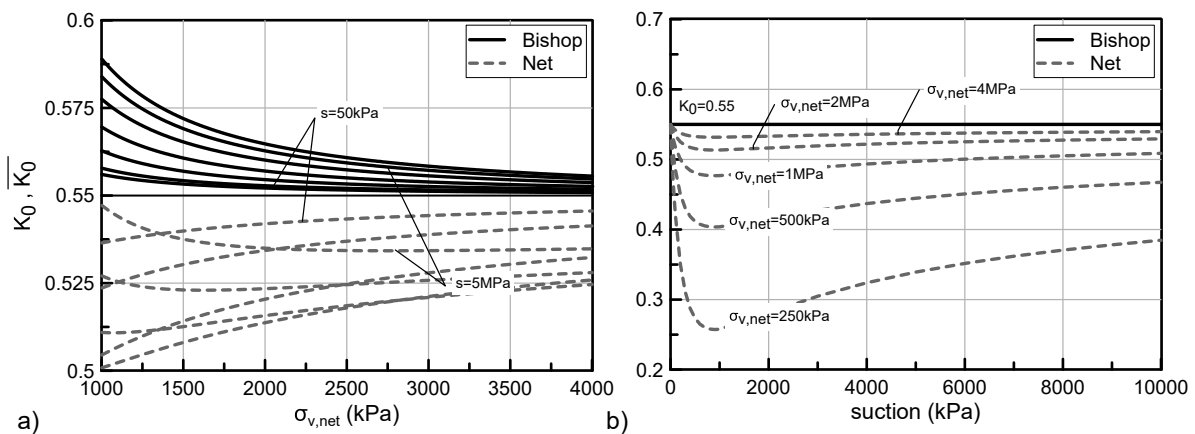 0.6
0.575
0.55
0.525
0.5
K0 , K̅0̅
Bishop
Net
s=50kPa
s=5MPa
1000 1500 2000 2500 3000 3500 4000
σv,net (kPa)
a)
0.7
0.6
0.5
0.4
0.3
0.2
Bishop
Net
K0=0.55
σv,net=2MPa
σv,net=4MPa
σv,net=1MPa
σv,net=500kPa
σv,net=250kPa
0 2000 4000 6000 8000 10000
suction (kPa)
b)